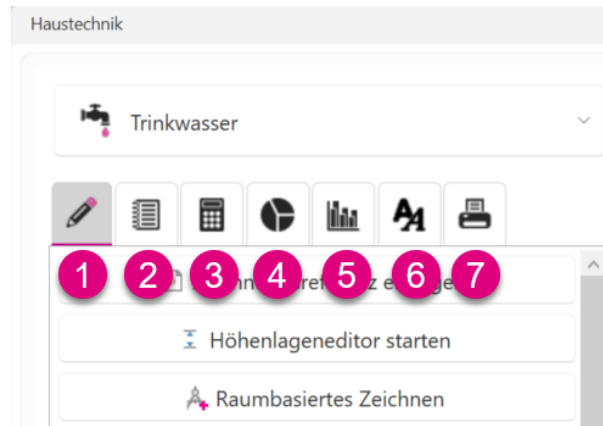 Haustechnik
Trinkwasser
1 2 3 4 5 6 7
Höhenlageneditor starten
Raumbasiertes Zeichnen